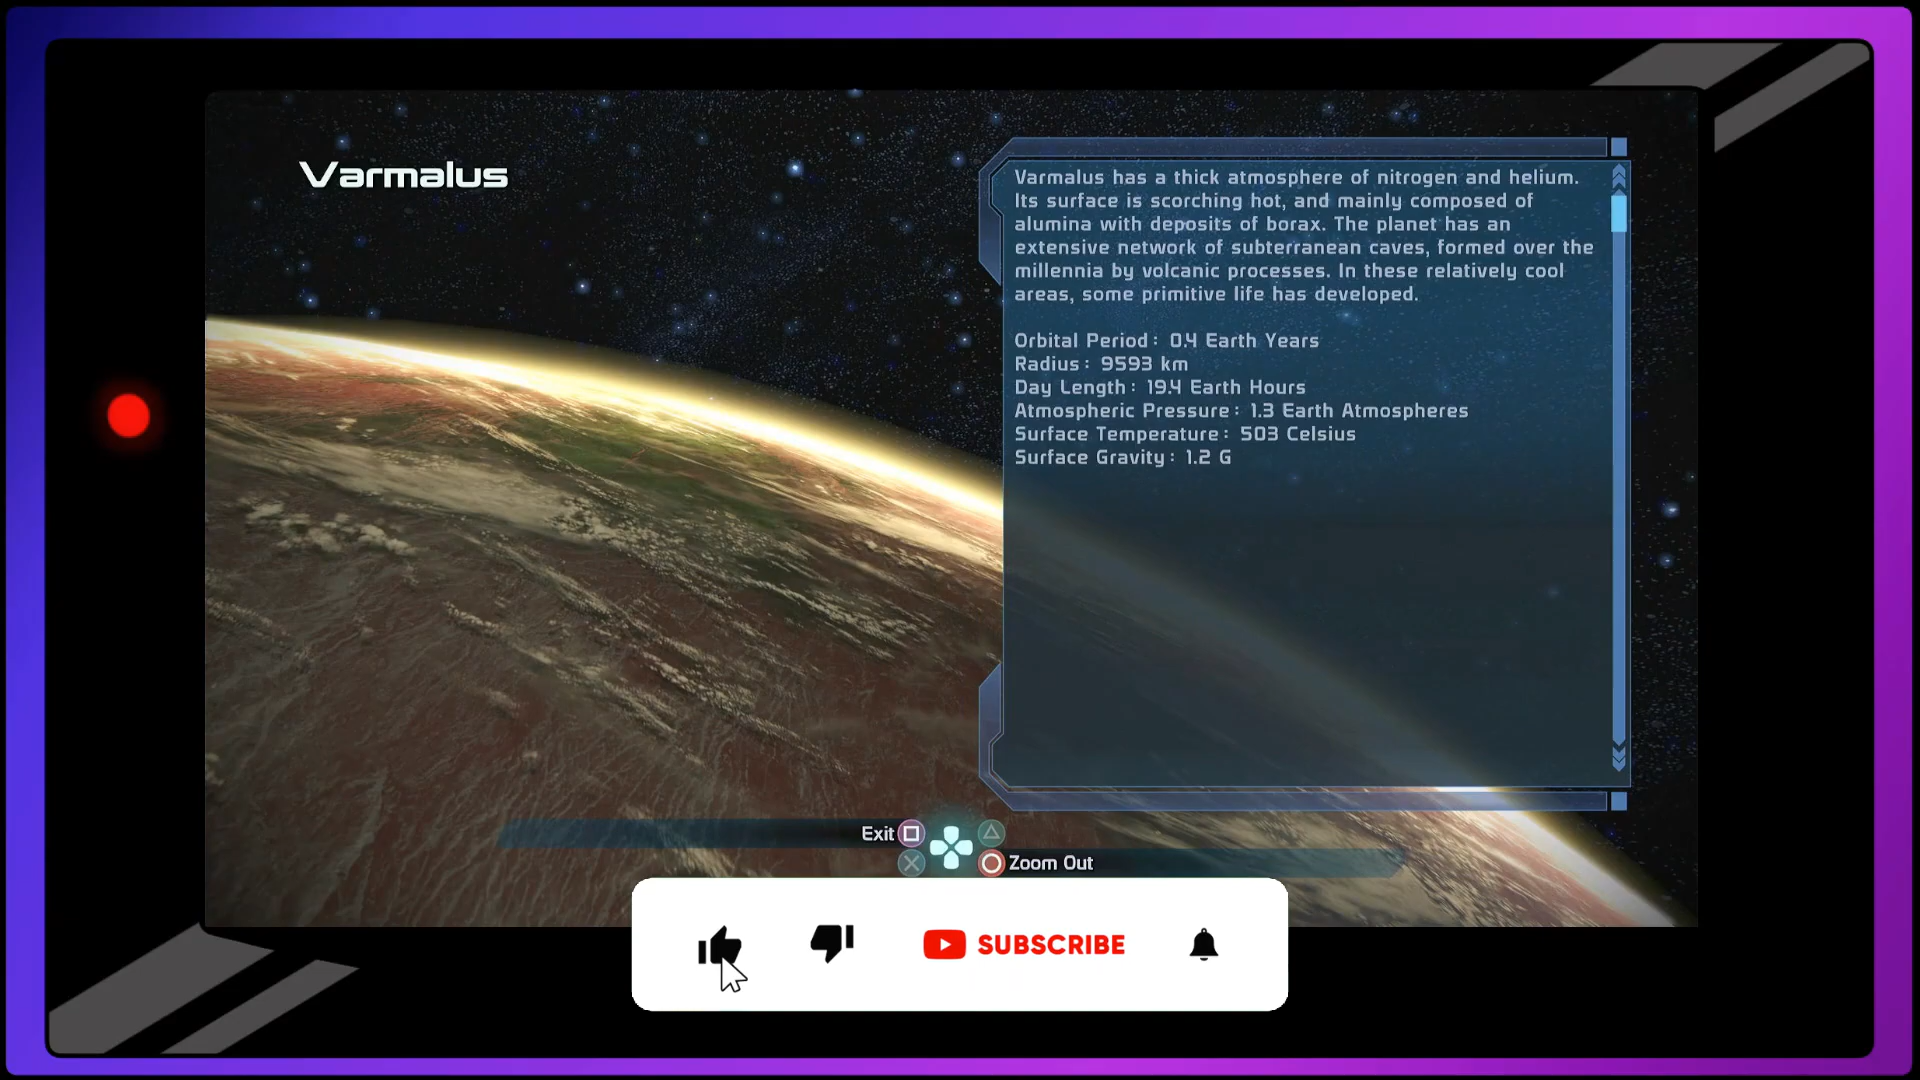 Varmalus
Varmalus has a thick atmosphere of nitrogen and helium.
Its surface is scorching hot, and mainly composed of
alumina with deposits of borax. The planet has an
extensive network of subterranean caves, formed over the
millennia by volcanic processes. In these relatively cool
areas, some primitive life has developed.
Orbital Period: 0.4 Earth Years
Radius: 9593 km
Day Length: 19.4 Earth Hours
Atmospheric Pressure: 1.3 Earth Atmospheres
Surface Temperature: 503 Celsius
Surface Gravity: 1.2 G
Exit
Zoom Out
SUBSCRIBE